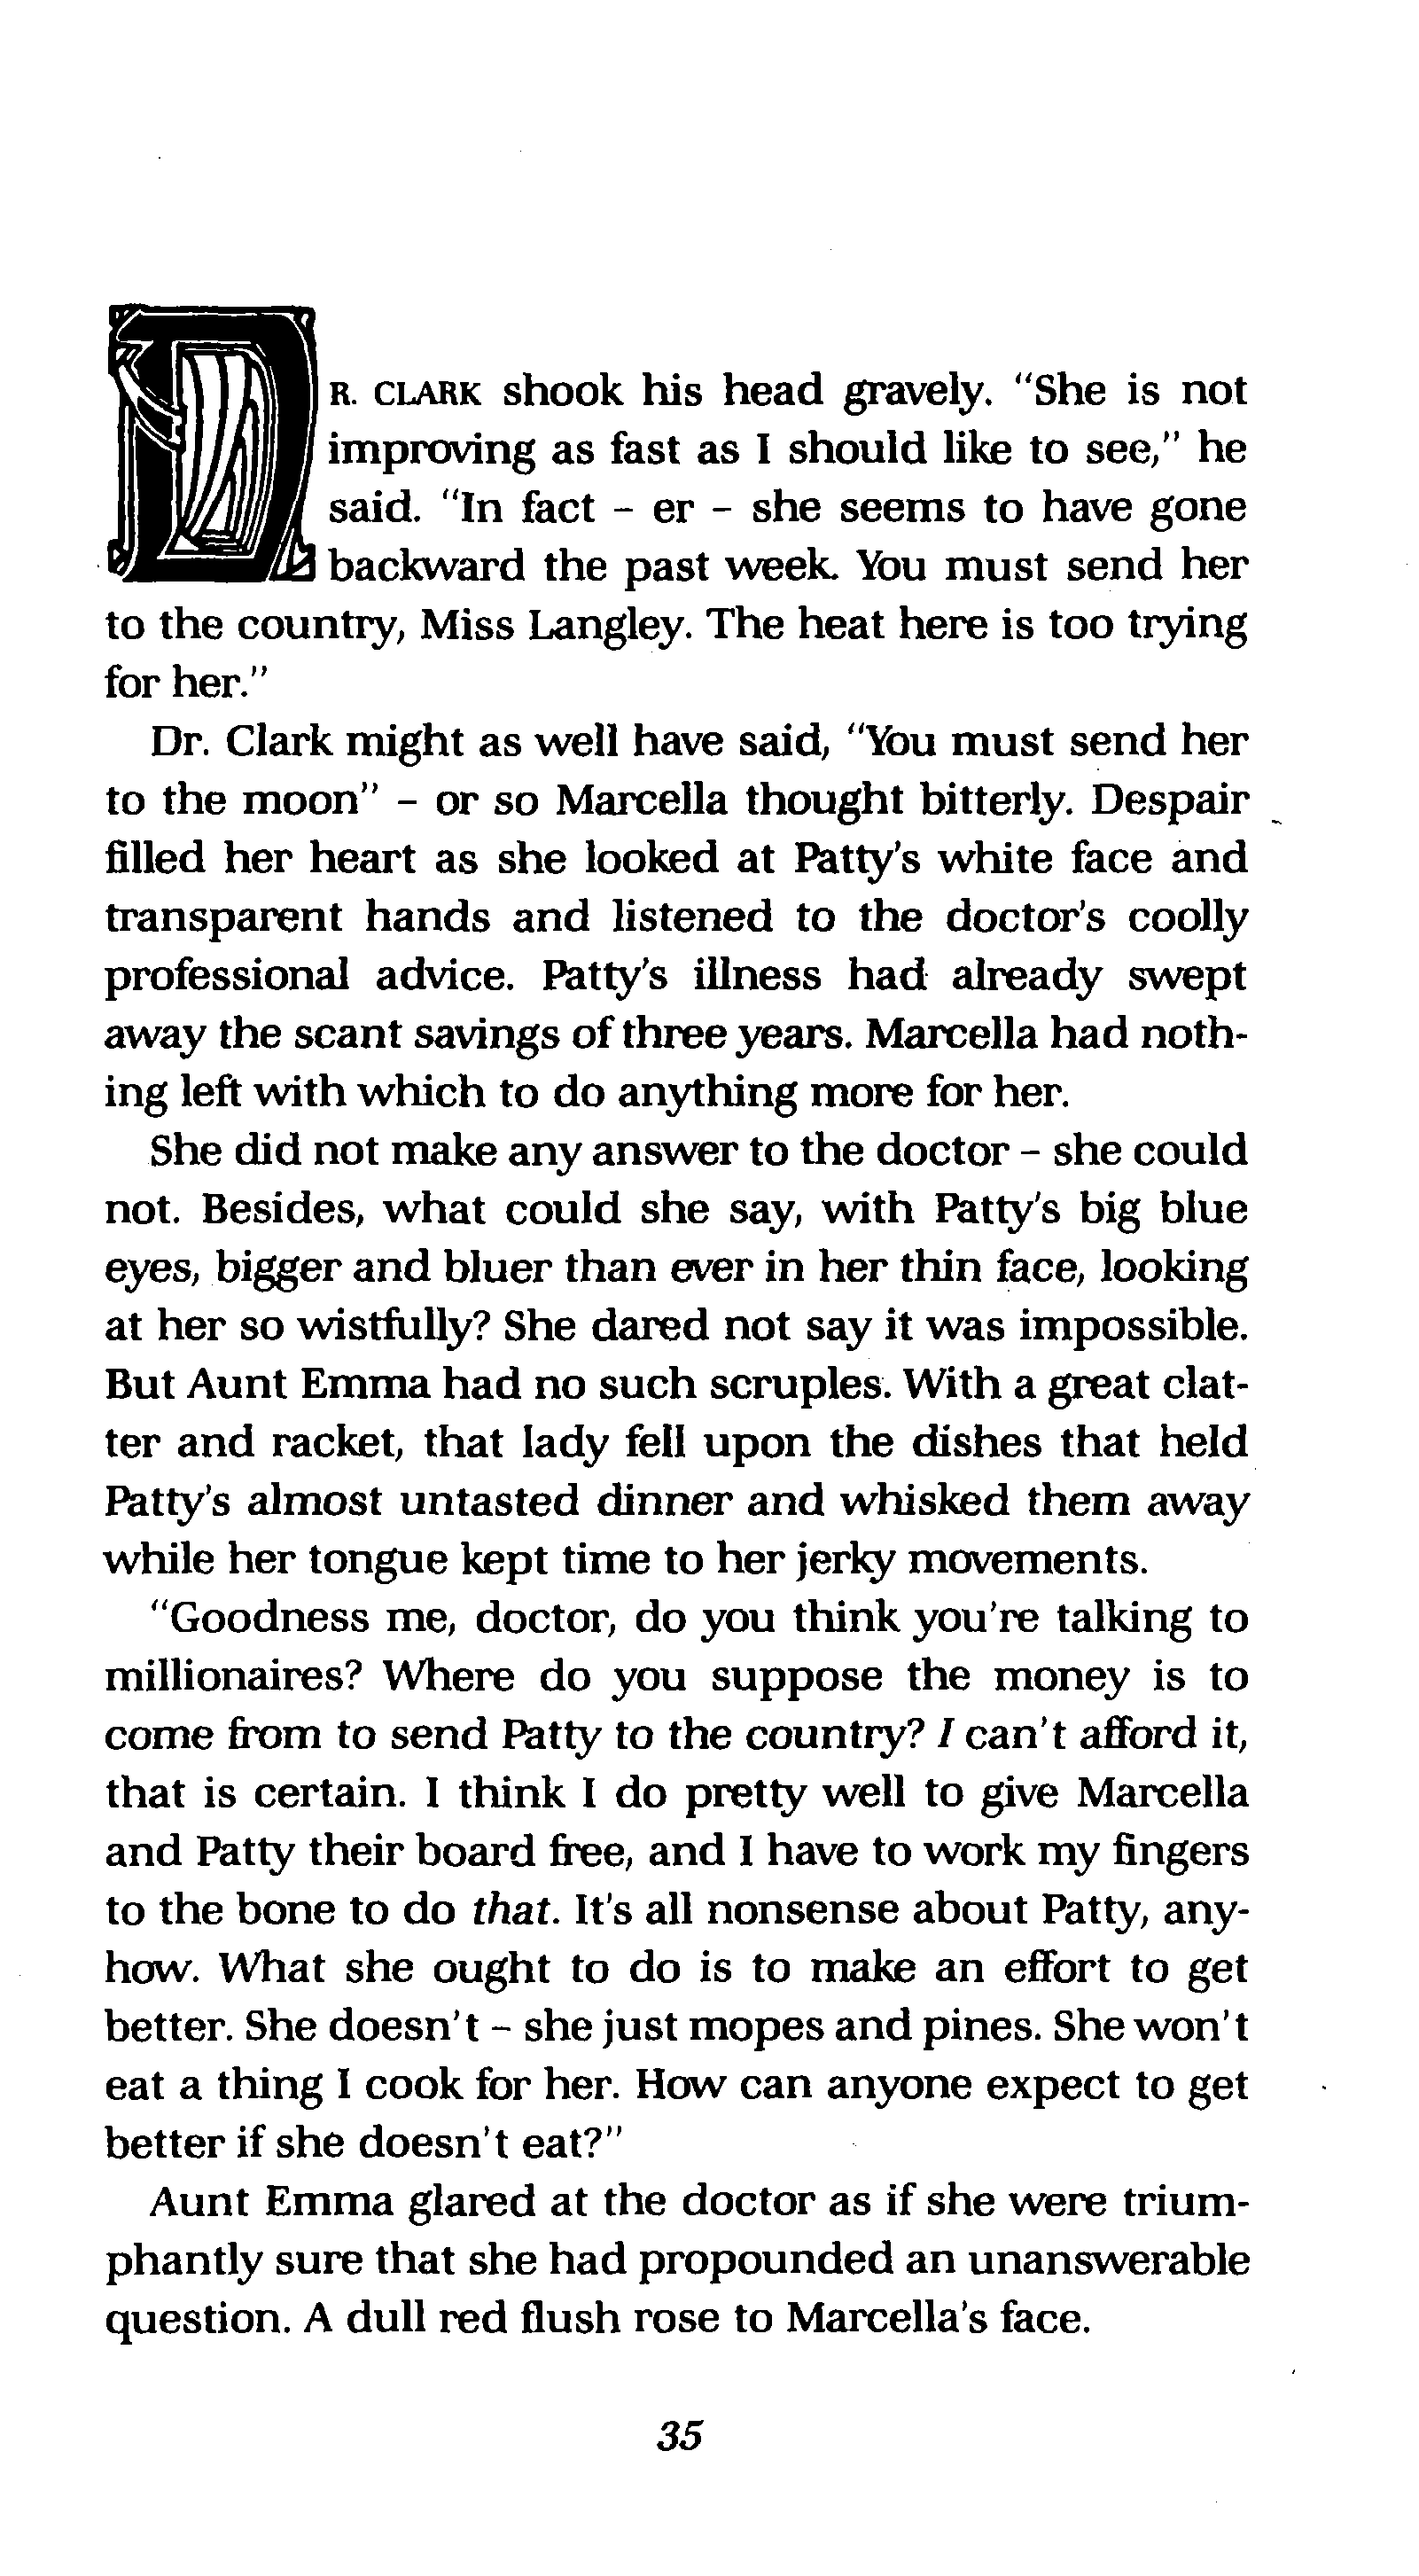 DR. CLARK shook his head gravely. "She is not
improving as fast as I should like to see," he
said. "In fact – er – she seems to have gone
backward the past week. You must send her
to the country, Miss Langley. The heat here is too trying
for her."
Dr. Clark might as well have said, "You must send her
to the moon" – or so Marcella thought bitterly. Despair
filled her heart as she looked at Patty's white face and
transparent hands and listened to the doctor's coolly
professional advice. Patty's illness had already swept
away the scant savings of three years. Marcella had noth-
ing left with which to do anything more for her.
She did not make any answer to the doctor – she could
not. Besides, what could she say, with Patty's big blue
eyes, bigger and bluer than ever in her thin face, looking
at her so wistfully? She dared not say it was impossible.
But Aunt Emma had no such scruples. With a great clat-
ter and racket, that lady fell upon the dishes that held
Patty's almost untasted dinner and whisked them away
while her tongue kept time to her jerky movements.
"Goodness me, doctor, do you think you're talking to
millionaires? Where do you suppose the money is to
come from to send Patty to the country? I can't afford it,
that is certain. I think I do pretty well to give Marcella
and Patty their board free, and I have to work my fingers
to the bone to do that. It's all nonsense about Patty, any-
how. What she ought to do is to make an effort to get
better. She doesn't – she just mopes and pines. She won't
eat a thing I cook for her. How can anyone expect to get
better if she doesn't eat?"
Aunt Emma glared at the doctor as if she were trium-
phantly sure that she had propounded an unanswerable
question. A dull red flush rose to Marcella's face.
35